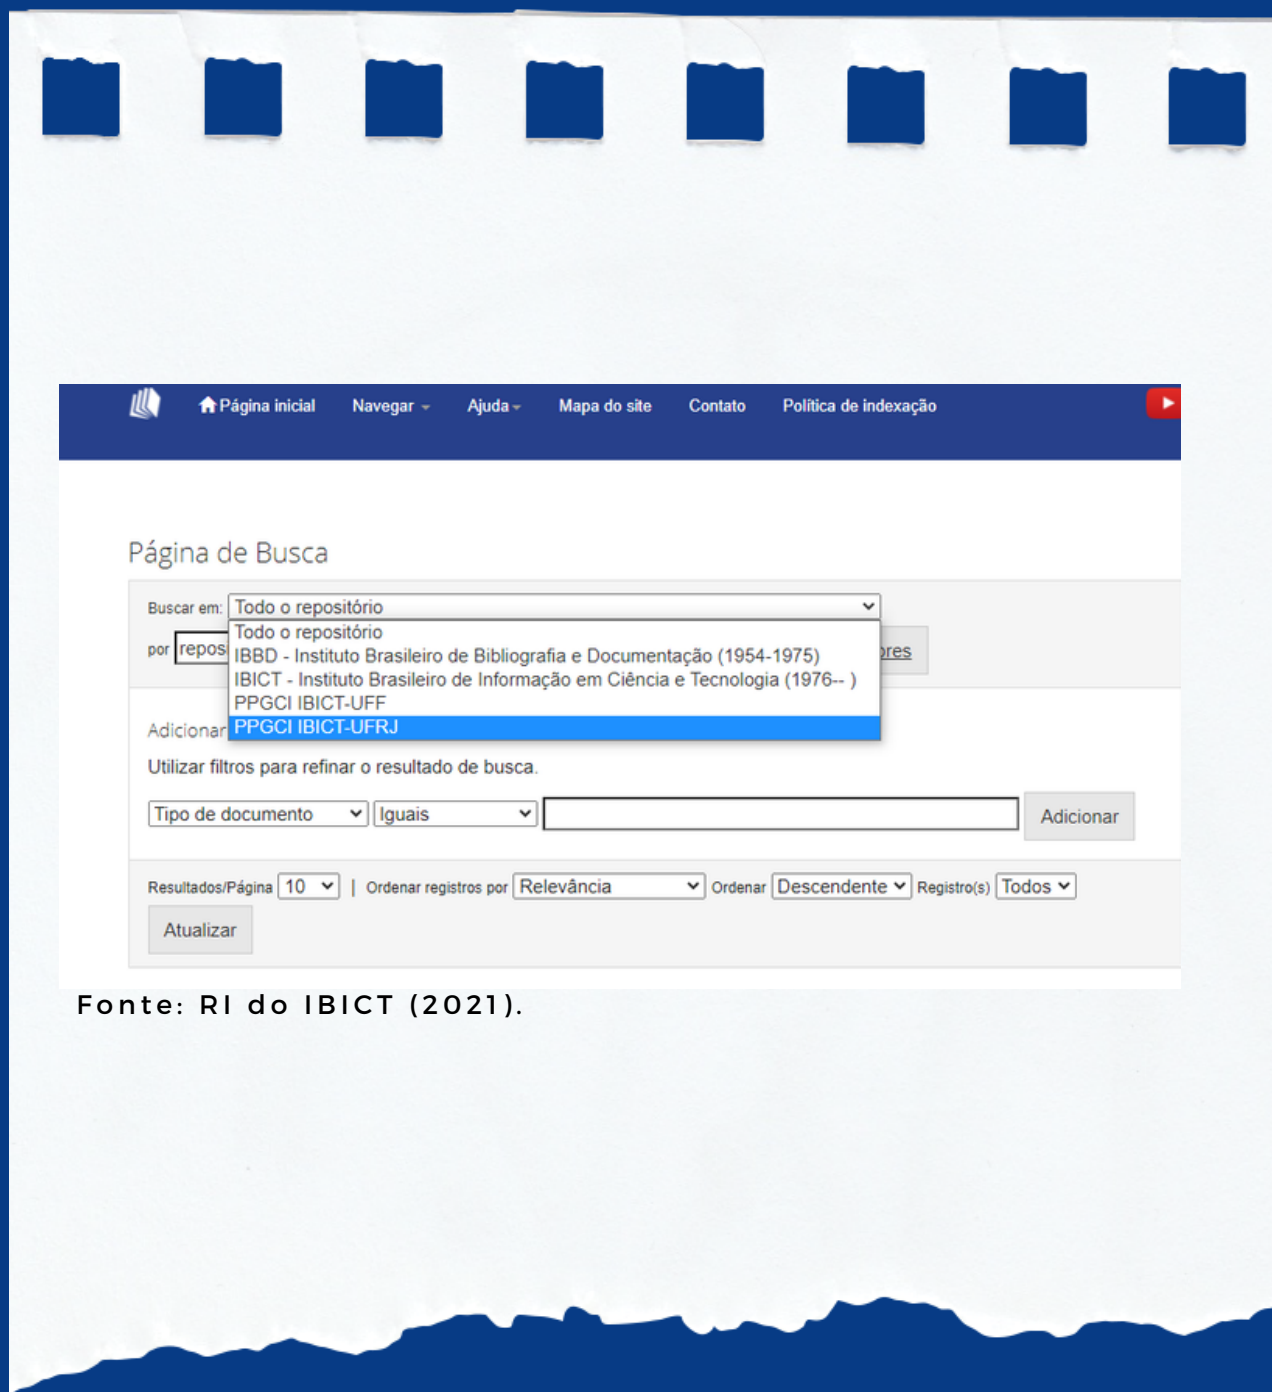 Página inicial Navegar Ajuda Mapa do site Contato Política de indexação
Página de Busca
Buscar em: Todo o repositório
Todo o repositório
por
IBBD - Instituto Brasileiro de Bibliografia e Documentação (1954-1975)
IBICT - Instituto Brasileiro de Informação em Ciência e Tecnologia (1976-- )
PPGCI IBICT-UFF
PPGCI IBICT-UFRJ
Adicionar
Utilizar filtros para refinar o resultado de busca.
Tipo de documento Iguais Adicionar
Resultados/Página 10 | Ordenar registros por Relevância Ordenar Descendente Registro(s) Todos
Atualizar
Fonte: RI do IBICT (2021).